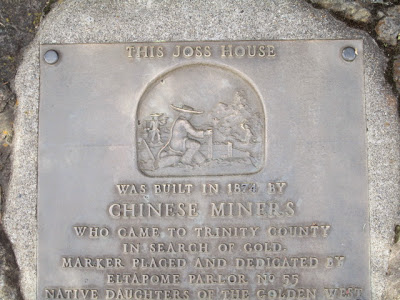 THIS JOSS HOUSE
WAS BUILT IN 1874 BY
CHINESE MINERS
WHO CAME TO TRINITY COUNTY
IN SEARCH OF GOLD.
MARKER PLACED AND DEDICATED BY
ELTAPOME PARLOR NO 55
NATIVE DAUGHTERS OF THE GOLDEN WEST